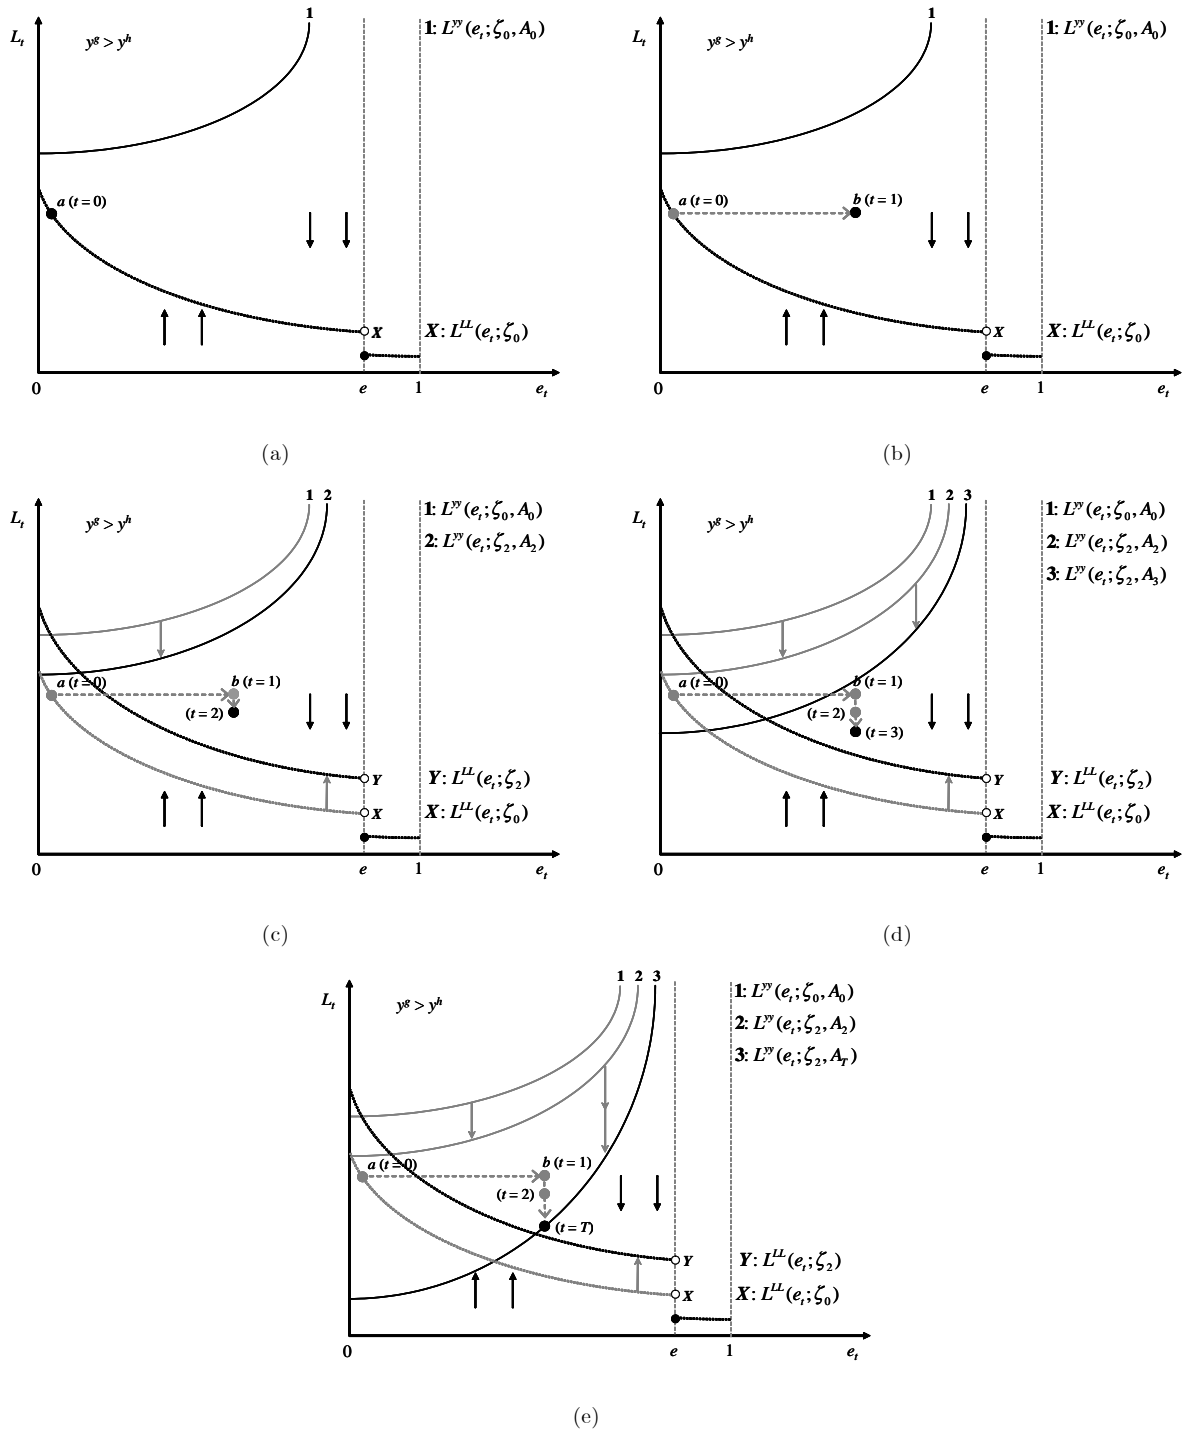 1
L_t
y^g > y^h
1: L^{yy}(e_t; ζ_0, A_0)
a (t = 0)
X
X: L^{LL}(e_t; ζ_0)
0
e
1
e_t
(a)
1
L_t
y^g > y^h
1: L^{yy}(e_t; ζ_0, A_0)
a (t = 0)
b (t = 1)
X
X: L^{LL}(e_t; ζ_0)
0
e
1
e_t
(b)
1 2
L_t
y^g > y^h
1: L^{yy}(e_t; ζ_0, A_0)
2: L^{yy}(e_t; ζ_2, A_2)
a (t = 0)
b (t = 1)
(t = 2)
Y
Y: L^{LL}(e_t; ζ_2)
X
X: L^{LL}(e_t; ζ_0)
0
e
1
e_t
(c)
1 2 3
L_t
y^g > y^h
1: L^{yy}(e_t; ζ_0, A_0)
2: L^{yy}(e_t; ζ_2, A_2)
3: L^{yy}(e_t; ζ_2, A_3)
a (t = 0)
b (t = 1)
(t = 2)
(t = 3)
Y
Y: L^{LL}(e_t; ζ_2)
X
X: L^{LL}(e_t; ζ_0)
0
e
1
e_t
(d)
1 2 3
L_t
y^g > y^h
1: L^{yy}(e_t; ζ_0, A_0)
2: L^{yy}(e_t; ζ_2, A_2)
3: L^{yy}(e_t; ζ_2, A_T)
a (t = 0)
b (t = 1)
(t = 2)
(t = T)
Y
Y: L^{LL}(e_t; ζ_2)
X
X: L^{LL}(e_t; ζ_0)
0
e
1
e_t
(e)